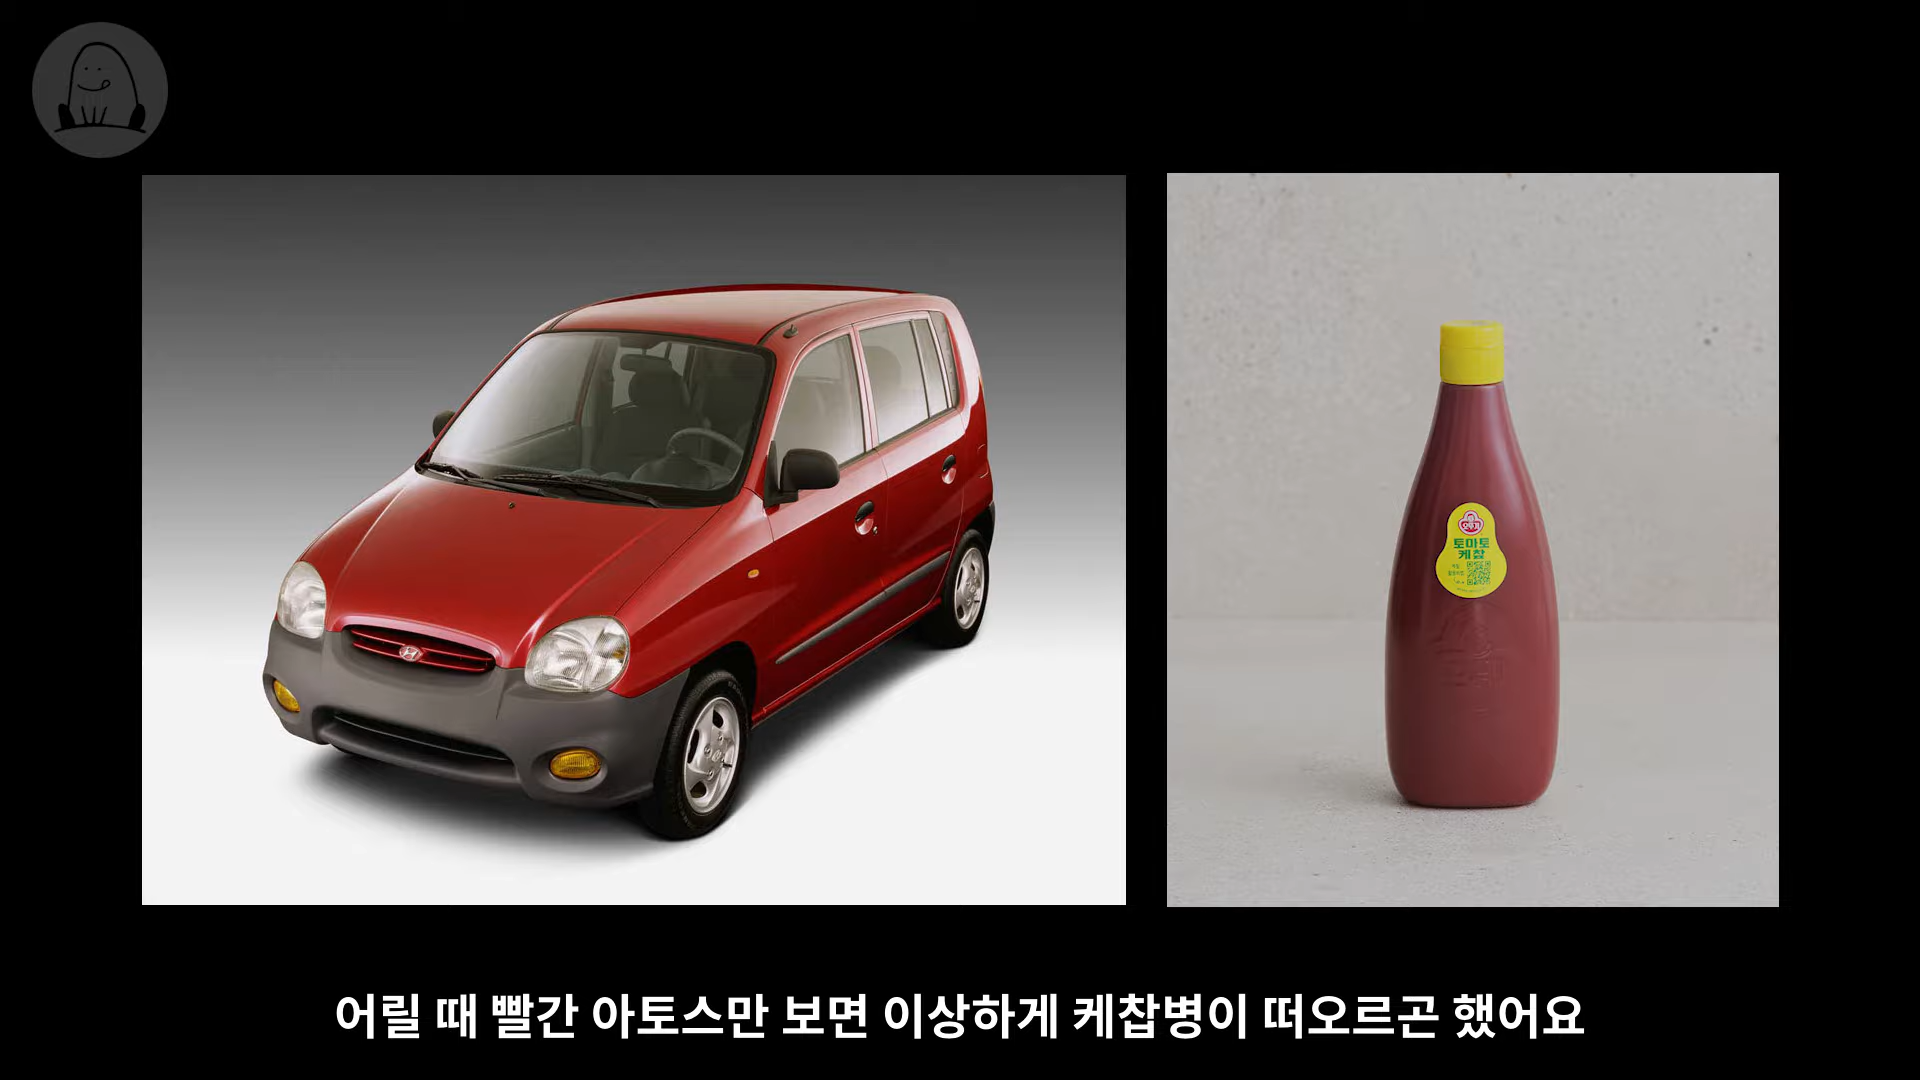 오뚜기
토마토
케챂
어릴 때 빨간 아토스만 보면 이상하게 케찹병이 떠오르곤 했어요